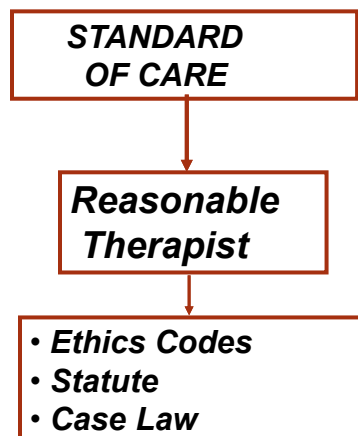 STANDARD
OF CARE
Reasonable
Therapist
• Ethics Codes
• Statute
• Case Law